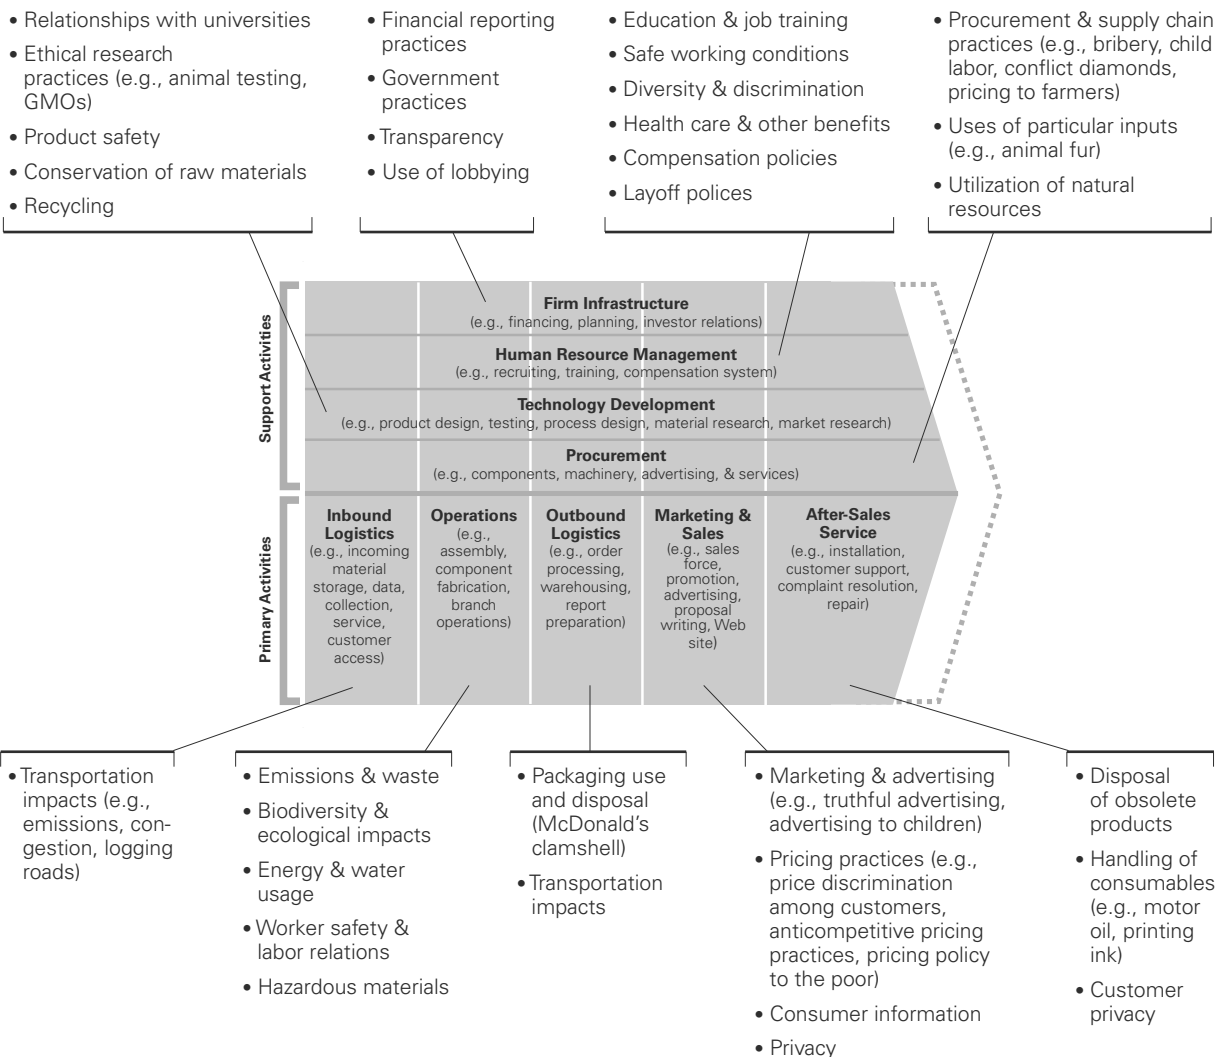 • Relationships with universities
• Ethical research
practices (e.g., animal testing,
GMOs)
• Product safety
• Conservation of raw materials
• Recycling
• Financial reporting
practices
• Government
practices
• Transparency
• Use of lobbying
• Education & job training
• Safe working conditions
• Diversity & discrimination
• Health care & other benefits
• Compensation policies
• Layoff polices
• Procurement & supply chain
practices (e.g., bribery, child
labor, conflict diamonds,
pricing to farmers)
• Uses of particular inputs
(e.g., animal fur)
• Utilization of natural
resources
Support Activities
Firm Infrastructure
(e.g., financing, planning, investor relations)
Human Resource Management
(e.g., recruiting, training, compensation system)
Technology Development
(e.g., product design, testing, process design, material research, market research)
Procurement
(e.g., components, machinery, advertising, & services)
Primary Activities
Inbound
Logistics
(e.g., incoming
material
storage, data,
collection,
service,
customer
access)
Operations
(e.g.,
assembly,
component
fabrication,
branch
operations)
Outbound
Logistics
(e.g., order
processing,
warehousing,
report
preparation)
Marketing &
Sales
(e.g., sales
force,
promotion,
advertising,
proposal
writing, Web
site)
After-Sales
Service
(e.g., installation,
customer support,
complaint resolution,
repair)
• Transportation
impacts (e.g.,
emissions, con-
gestion, logging
roads)
• Emissions & waste
• Biodiversity &
ecological impacts
• Energy & water
usage
• Worker safety &
labor relations
• Hazardous materials
• Packaging use
and disposal
(McDonald's
clamshell)
• Transportation
impacts
• Marketing & advertising
(e.g., truthful advertising,
advertising to children)
• Pricing practices (e.g.,
price discrimination
among customers,
anticompetitive pricing
practices, pricing policy
to the poor)
• Consumer information
• Privacy
• Disposal
of obsolete
products
• Handling of
consumables
(e.g., motor
oil, printing
ink)
• Customer
privacy